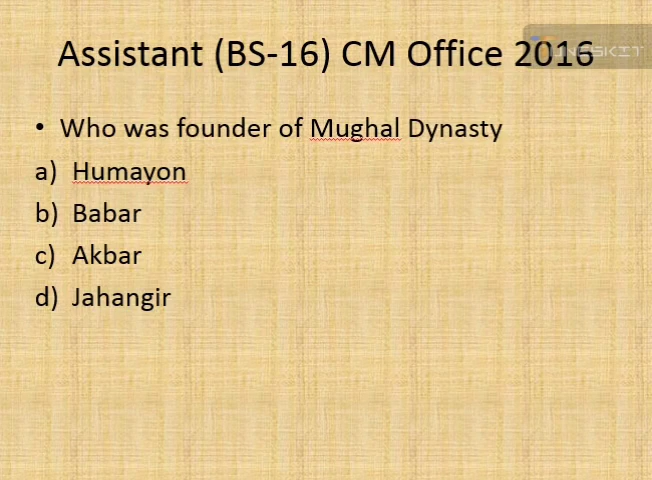 Assistant (BS-16) CM Office 2016
• Who was founder of Mughal Dynasty
a) Humayon
b) Babar
c) Akbar
d) Jahangir